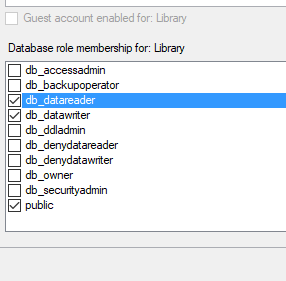 Guest account enabled for: Library
Database role membership for: Library
db_accessadmin
db_backupoperator
db_datareader
db_datawriter
db_ddladmin
db_denydatareader
db_denydatawriter
db_owner
db_securityadmin
public